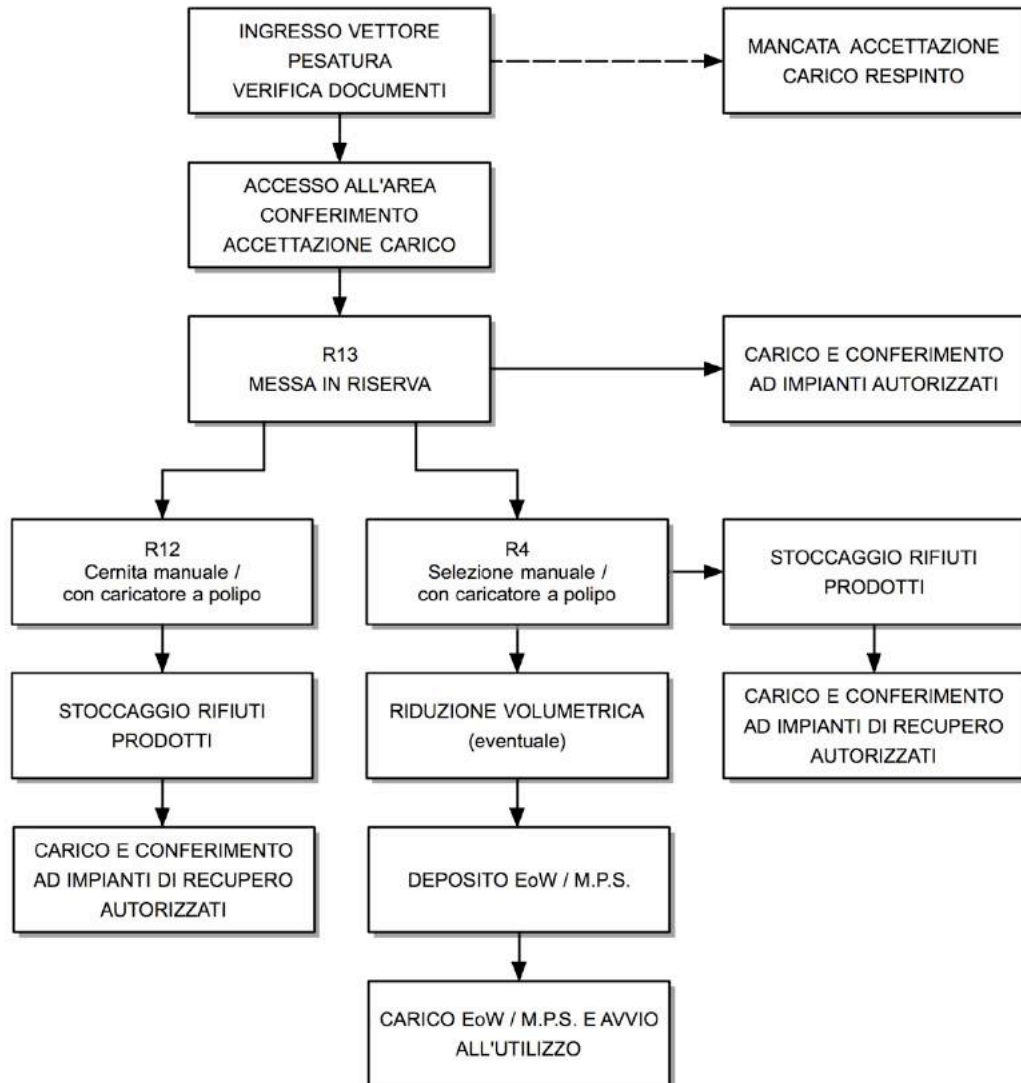 INGRESSO VETTORE
PESATURA
VERIFICA DOCUMENTI
MANCATA ACCETTAZIONE
CARICO RESPINTO
ACCESSO ALL'AREA
CONFERIMENTO
ACCETTAZIONE CARICO
R13
MESSA IN RISERVA
CARICO E CONFERIMENTO
AD IMPIANTI AUTORIZZATI
R12
Cernita manuale /
con caricatore a polipo
R4
Selezione manuale /
con caricatore a polipo
STOCCAGGIO RIFIUTI
PRODOTTI
STOCCAGGIO RIFIUTI
PRODOTTI
RIDUZIONE VOLUMETRICA
(eventuale)
CARICO E CONFERIMENTO
AD IMPIANTI DI RECUPERO
AUTORIZZATI
CARICO E CONFERIMENTO
AD IMPIANTI DI RECUPERO
AUTORIZZATI
DEPOSITO EoW / M.P.S.
CARICO EoW / M.P.S. E AVVIO
ALL'UTILIZZO